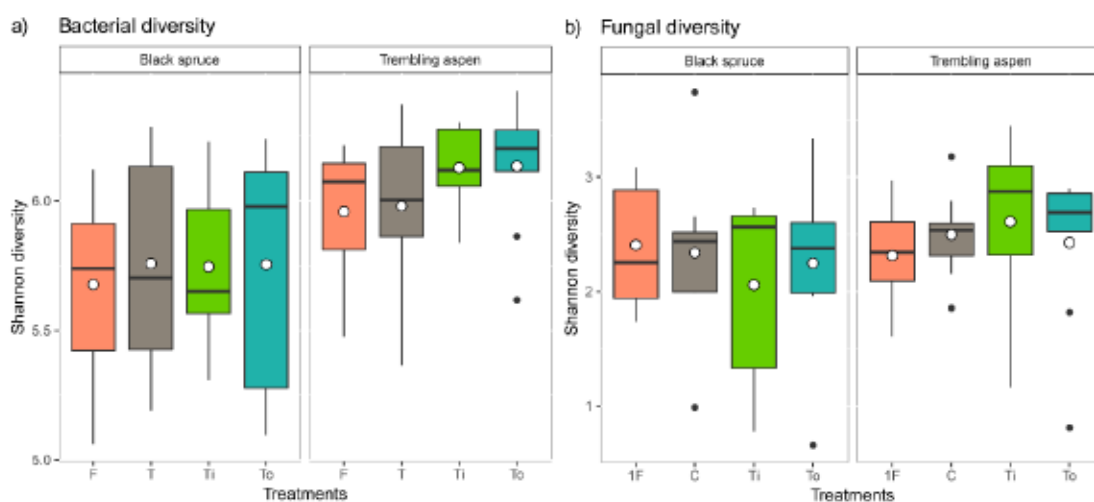 a) Bacterial diversity
Black spruce Trembling aspen
Shannon diversity
6.0
5.5
5.0
F T Ti To F T Ti To
Treatments
b) Fungal diversity
Black spruce Trembling aspen
Shannon diversity
3
2
1
1F C Ti To 1F C Ti To
Treatments